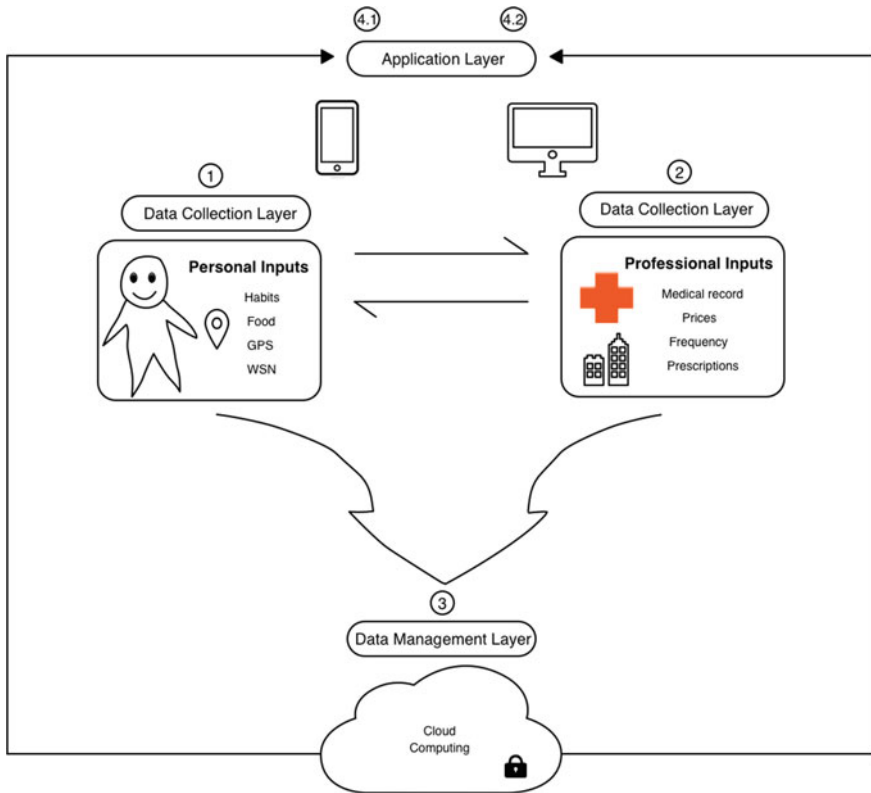 4.1
4.2
Application Layer
1
Data Collection Layer
2
Data Collection Layer
Personal Inputs
Habits
Food
GPS
WSN
Professional Inputs
Medical record
Prices
Frequency
Prescriptions
3
Data Management Layer
Cloud
Computing